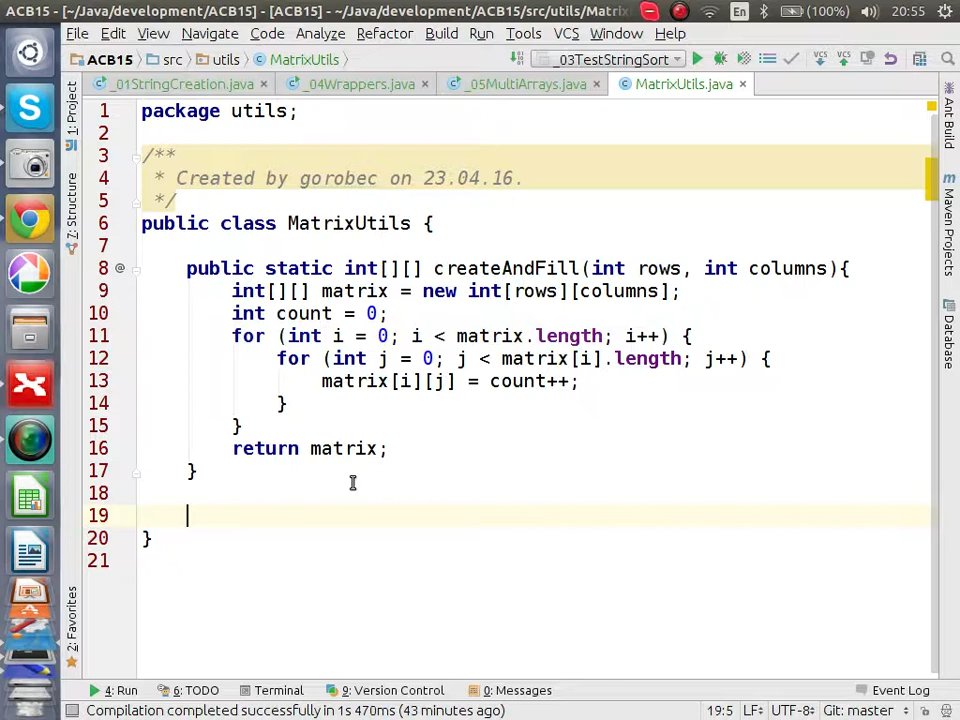 ACB15 - [~/Java/development/ACB15] - [ACB15] - ~/Java/development/ACB15/src/utils/Matrix
En (100%) 20:55
File Edit View Navigate Code Analyze Refactor Build Run Tools VCS Window Help
ACB15 src utils MatrixUtils _03TestStringSort VCS VCS
_01StringCreation.java _04Wrappers.java _05MultiArrays.java MatrixUtils.java
1: Project
7: Structure
2: Favorites
1 package utils;
2
3 /**
4 * Created by gorobec on 23.04.16.
5 */
6 public class MatrixUtils {
7
8 @ public static int[][] createAndFill(int rows, int columns){
9 int[][] matrix = new int[rows][columns];
10 int count = 0;
11 for (int i = 0; i < matrix.length; i++) {
12 for (int j = 0; j < matrix[i].length; j++) {
13 matrix[i][j] = count++;
14 }
15 }
16 return matrix;
17 }
18
19
20 }
21
Ant Build
Maven Projects
Database
4: Run 6: TODO Terminal 9: Version Control 0: Messages Event Log
Compilation completed successfully in 1s 470ms (43 minutes ago) 19:5 LF÷ UTF-8÷ Git: master÷